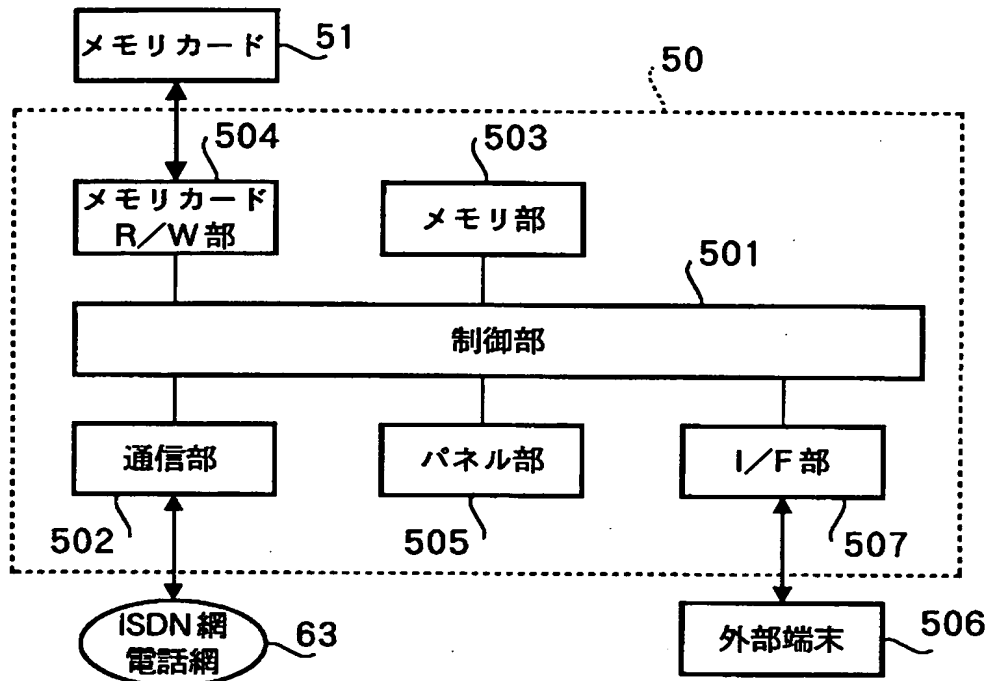 メモリカード
51
50
504
503
メモリカード
R/W部
メモリ部
501
制御部
通信部
パネル部
I/F部
502
505
507
ISDN網
電話網
63
外部端末
506